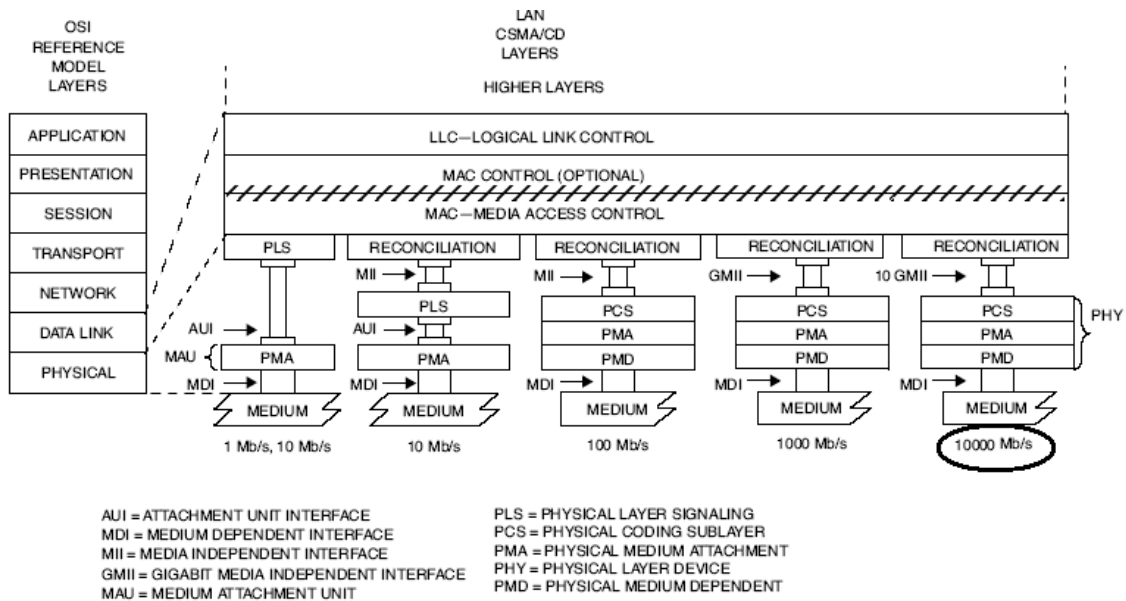 OSI
REFERENCE
MODEL
LAYERS
LAN
CSMA/CD
LAYERS
HIGHER LAYERS
APPLICATION
PRESENTATION
SESSION
TRANSPORT
NETWORK
DATA LINK
PHYSICAL
LLC—LOGICAL LINK CONTROL
MAC CONTROL (OPTIONAL)
MAC—MEDIA ACCESS CONTROL
PLS
AUI
MAU
PMA
MDI
MEDIUM
1 Mb/s, 10 Mb/s
RECONCILIATION
MII
PLS
AUI
PMA
MDI
MEDIUM
10 Mb/s
RECONCILIATION
MII
PCS
PMA
PMD
MDI
MEDIUM
100 Mb/s
RECONCILIATION
GMII
PCS
PMA
PMD
MDI
MEDIUM
1000 Mb/s
RECONCILIATION
10 GMII
PCS
PMA
PMD
PHY
MDI
MEDIUM
10000 Mb/s
AUI = ATTACHMENT UNIT INTERFACE
MDI = MEDIUM DEPENDENT INTERFACE
MII = MEDIA INDEPENDENT INTERFACE
GMII = GIGABIT MEDIA INDEPENDENT INTERFACE
MAU = MEDIUM ATTACHMENT UNIT
PLS = PHYSICAL LAYER SIGNALING
PCS = PHYSICAL CODING SUBLAYER
PMA = PHYSICAL MEDIUM ATTACHMENT
PHY = PHYSICAL LAYER DEVICE
PMD = PHYSICAL MEDIUM DEPENDENT